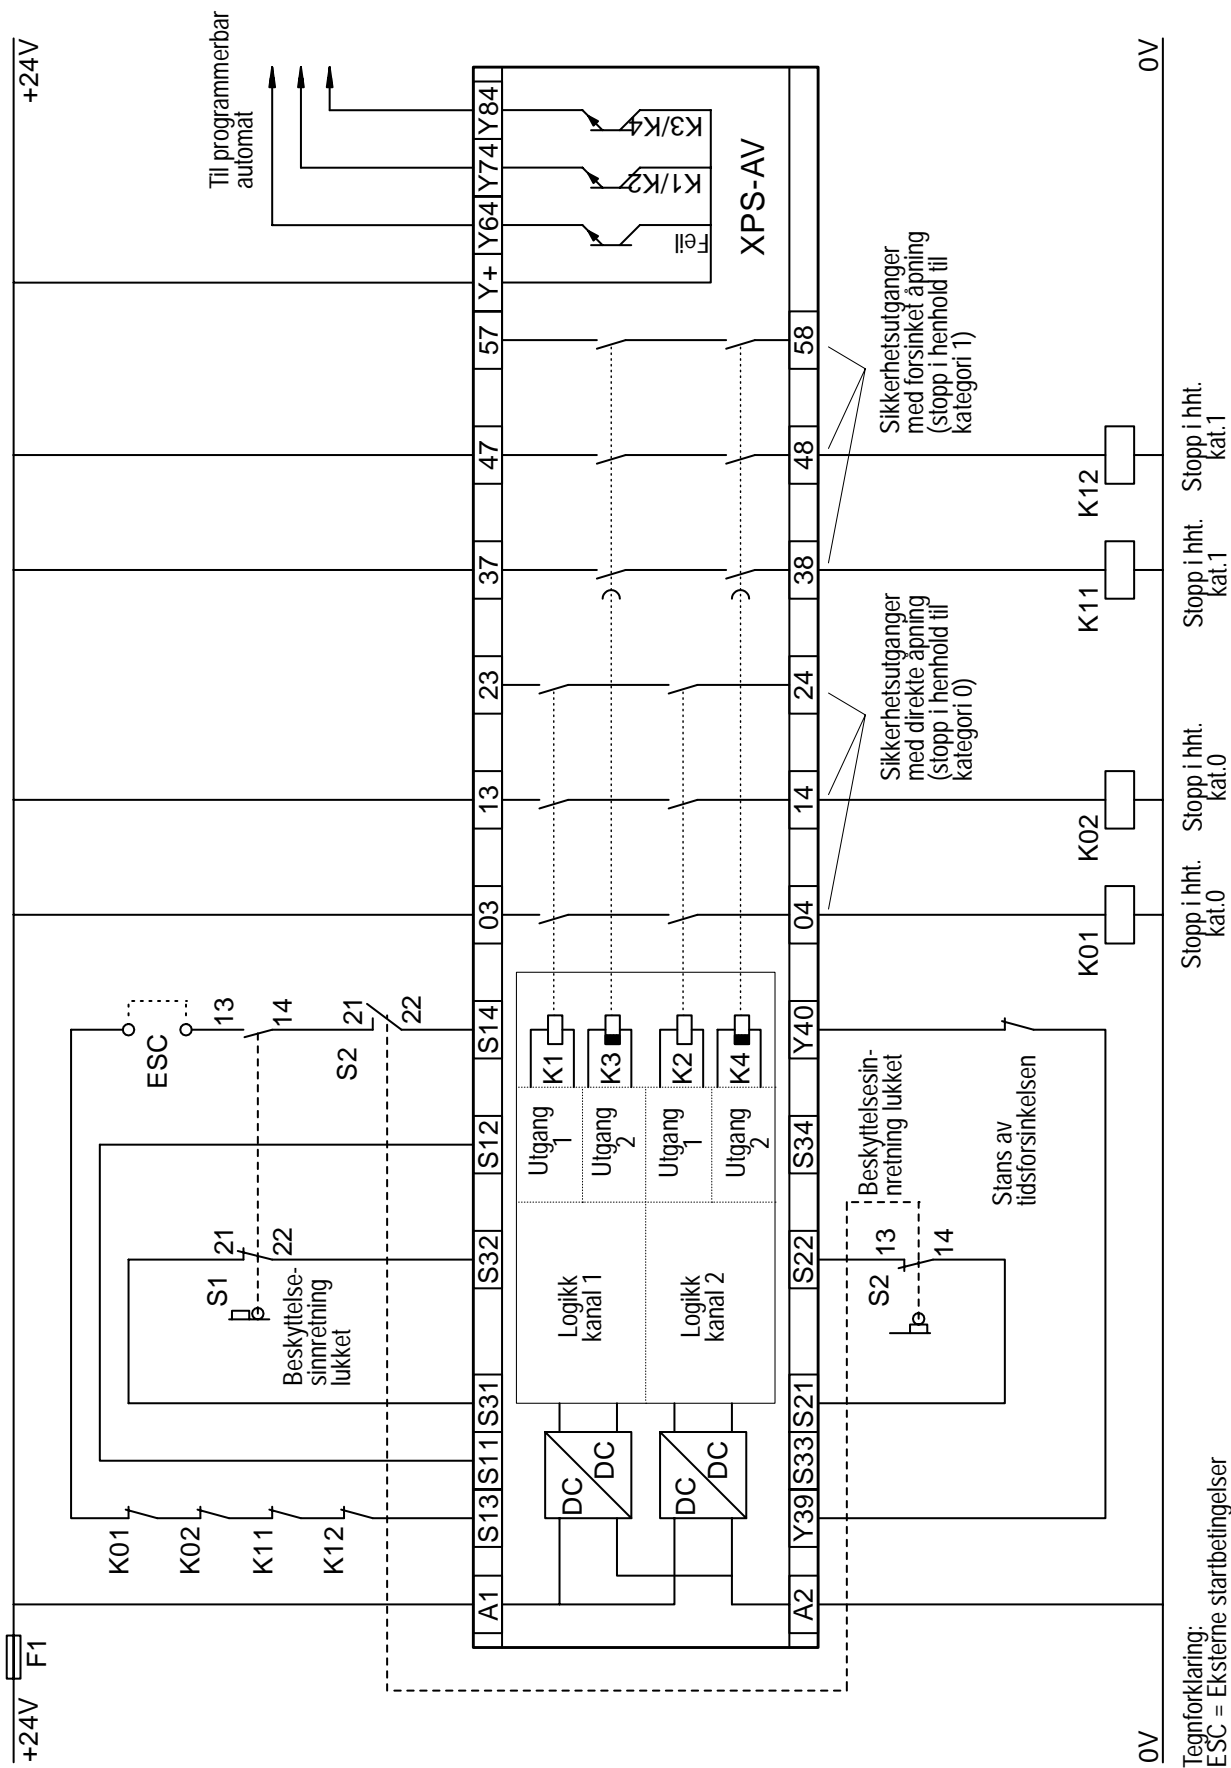 +24V
F1
+24V
Til programmerbar
automat
K01
K02
K11
K12
ESC
13
14
21
S2
22
S1
21
22
Beskyttelse-
sinnretning
lukket
A1
S13
S11
S31
S32
S12
S14
03
13
23
37
47
57
Y+
Y64
Y74
Y84
DC
DC
DC
DC
Logikk
kanal 1
Logikk
kanal 2
Utgang
1
Utgang
2
Utgang
1
Utgang
2
K1
K3
K2
K4
Feil
K1/K2
K3/K4
XPS-AV
A2
Y39
S33
S21
S22
S34
Y40
04
14
24
38
48
58
S2
13
14
Beskyttelsesin-
nretning lukket
Stans av
tidsforsinkelsen
Sikkerhetsutganger
med direkte åpning
(stopp i henhold til
kategori 0)
Sikkerhetsutganger
med forsinket åpning
(stopp i henhold til
kategori 1)
K01
K02
K11
K12
0V
0V
Stopp i hht.
kat.0
Stopp i hht.
kat.0
Stopp i hht.
kat.1
Stopp i hht.
kat.1
Tegnforklaring:
ESC = Eksterne startbetingelser